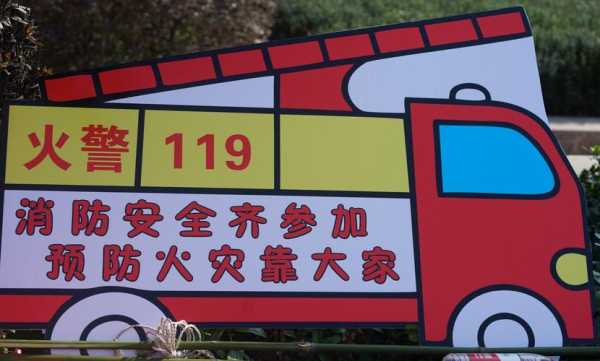 火警 119
消防安全齐参加
预防火灾靠大家